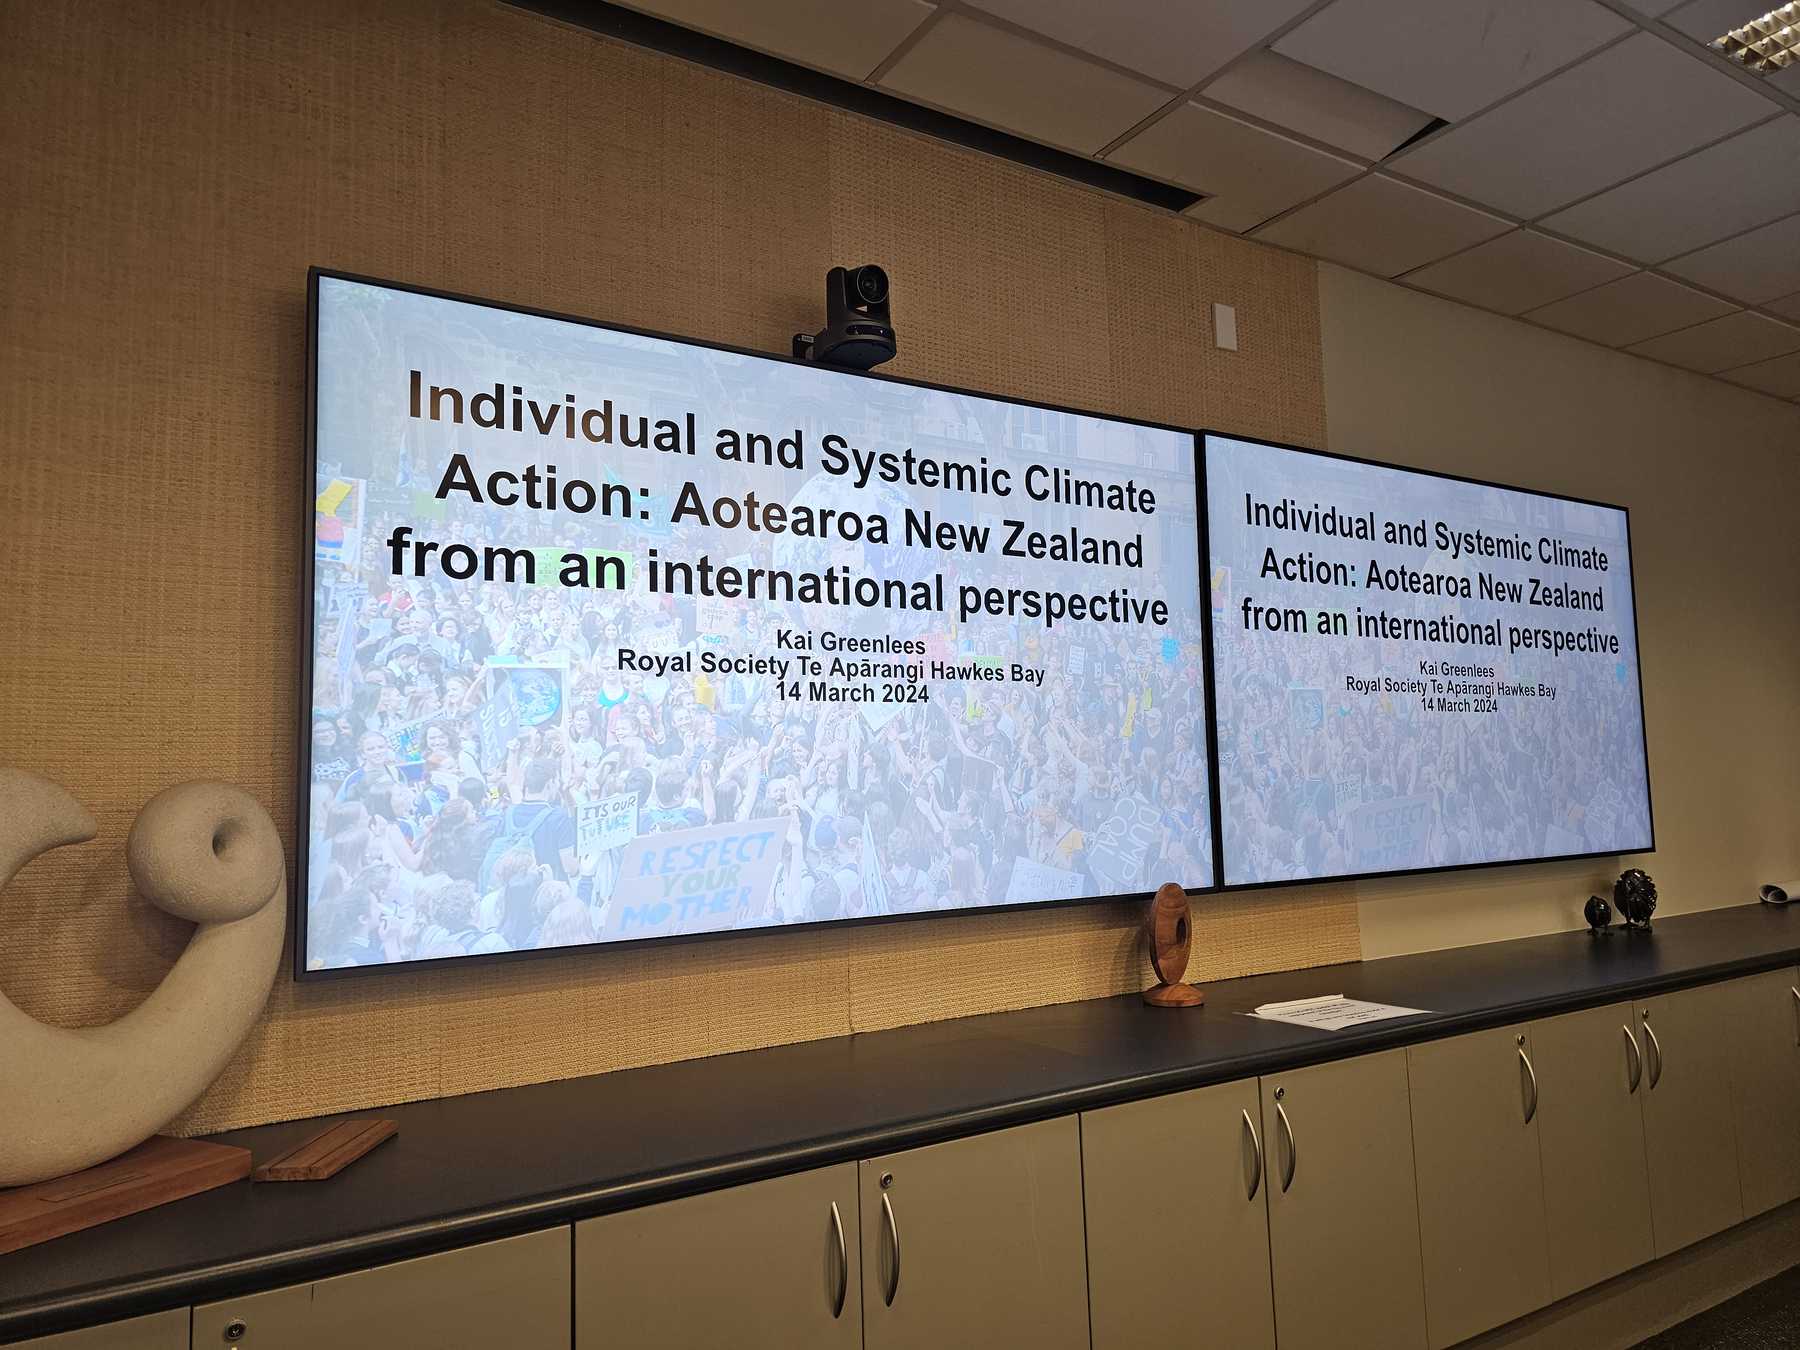 Individual and Systemic Climate
Action: Aotearoa New Zealand
from an international perspective
Kai Greenlees
Royal Society Te Apārangi Hawkes Bay
14 March 2024
ITS OUR
FUTURE
RESPECT
YOUR
MOTHER
Individual and Systemic Climate
Action: Aotearoa New Zealand
from an international perspective
Kai Greenlees
Royal Society Te Apārangi Hawkes Bay
14 March 2024
RESPECT
YOUR
MOTHER